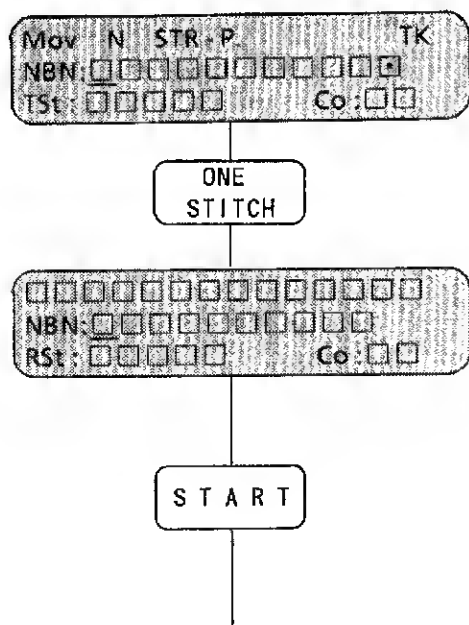 Mov N STR·P. TK
NBN:□□□□□□□□□□⊡
TSt:□□□□□ Co:□□
ONE
STITCH
□□□□□□□□□□□□□□
NBN:□□□□□□□□□□
RSt:□□□□□ Co:□□
START